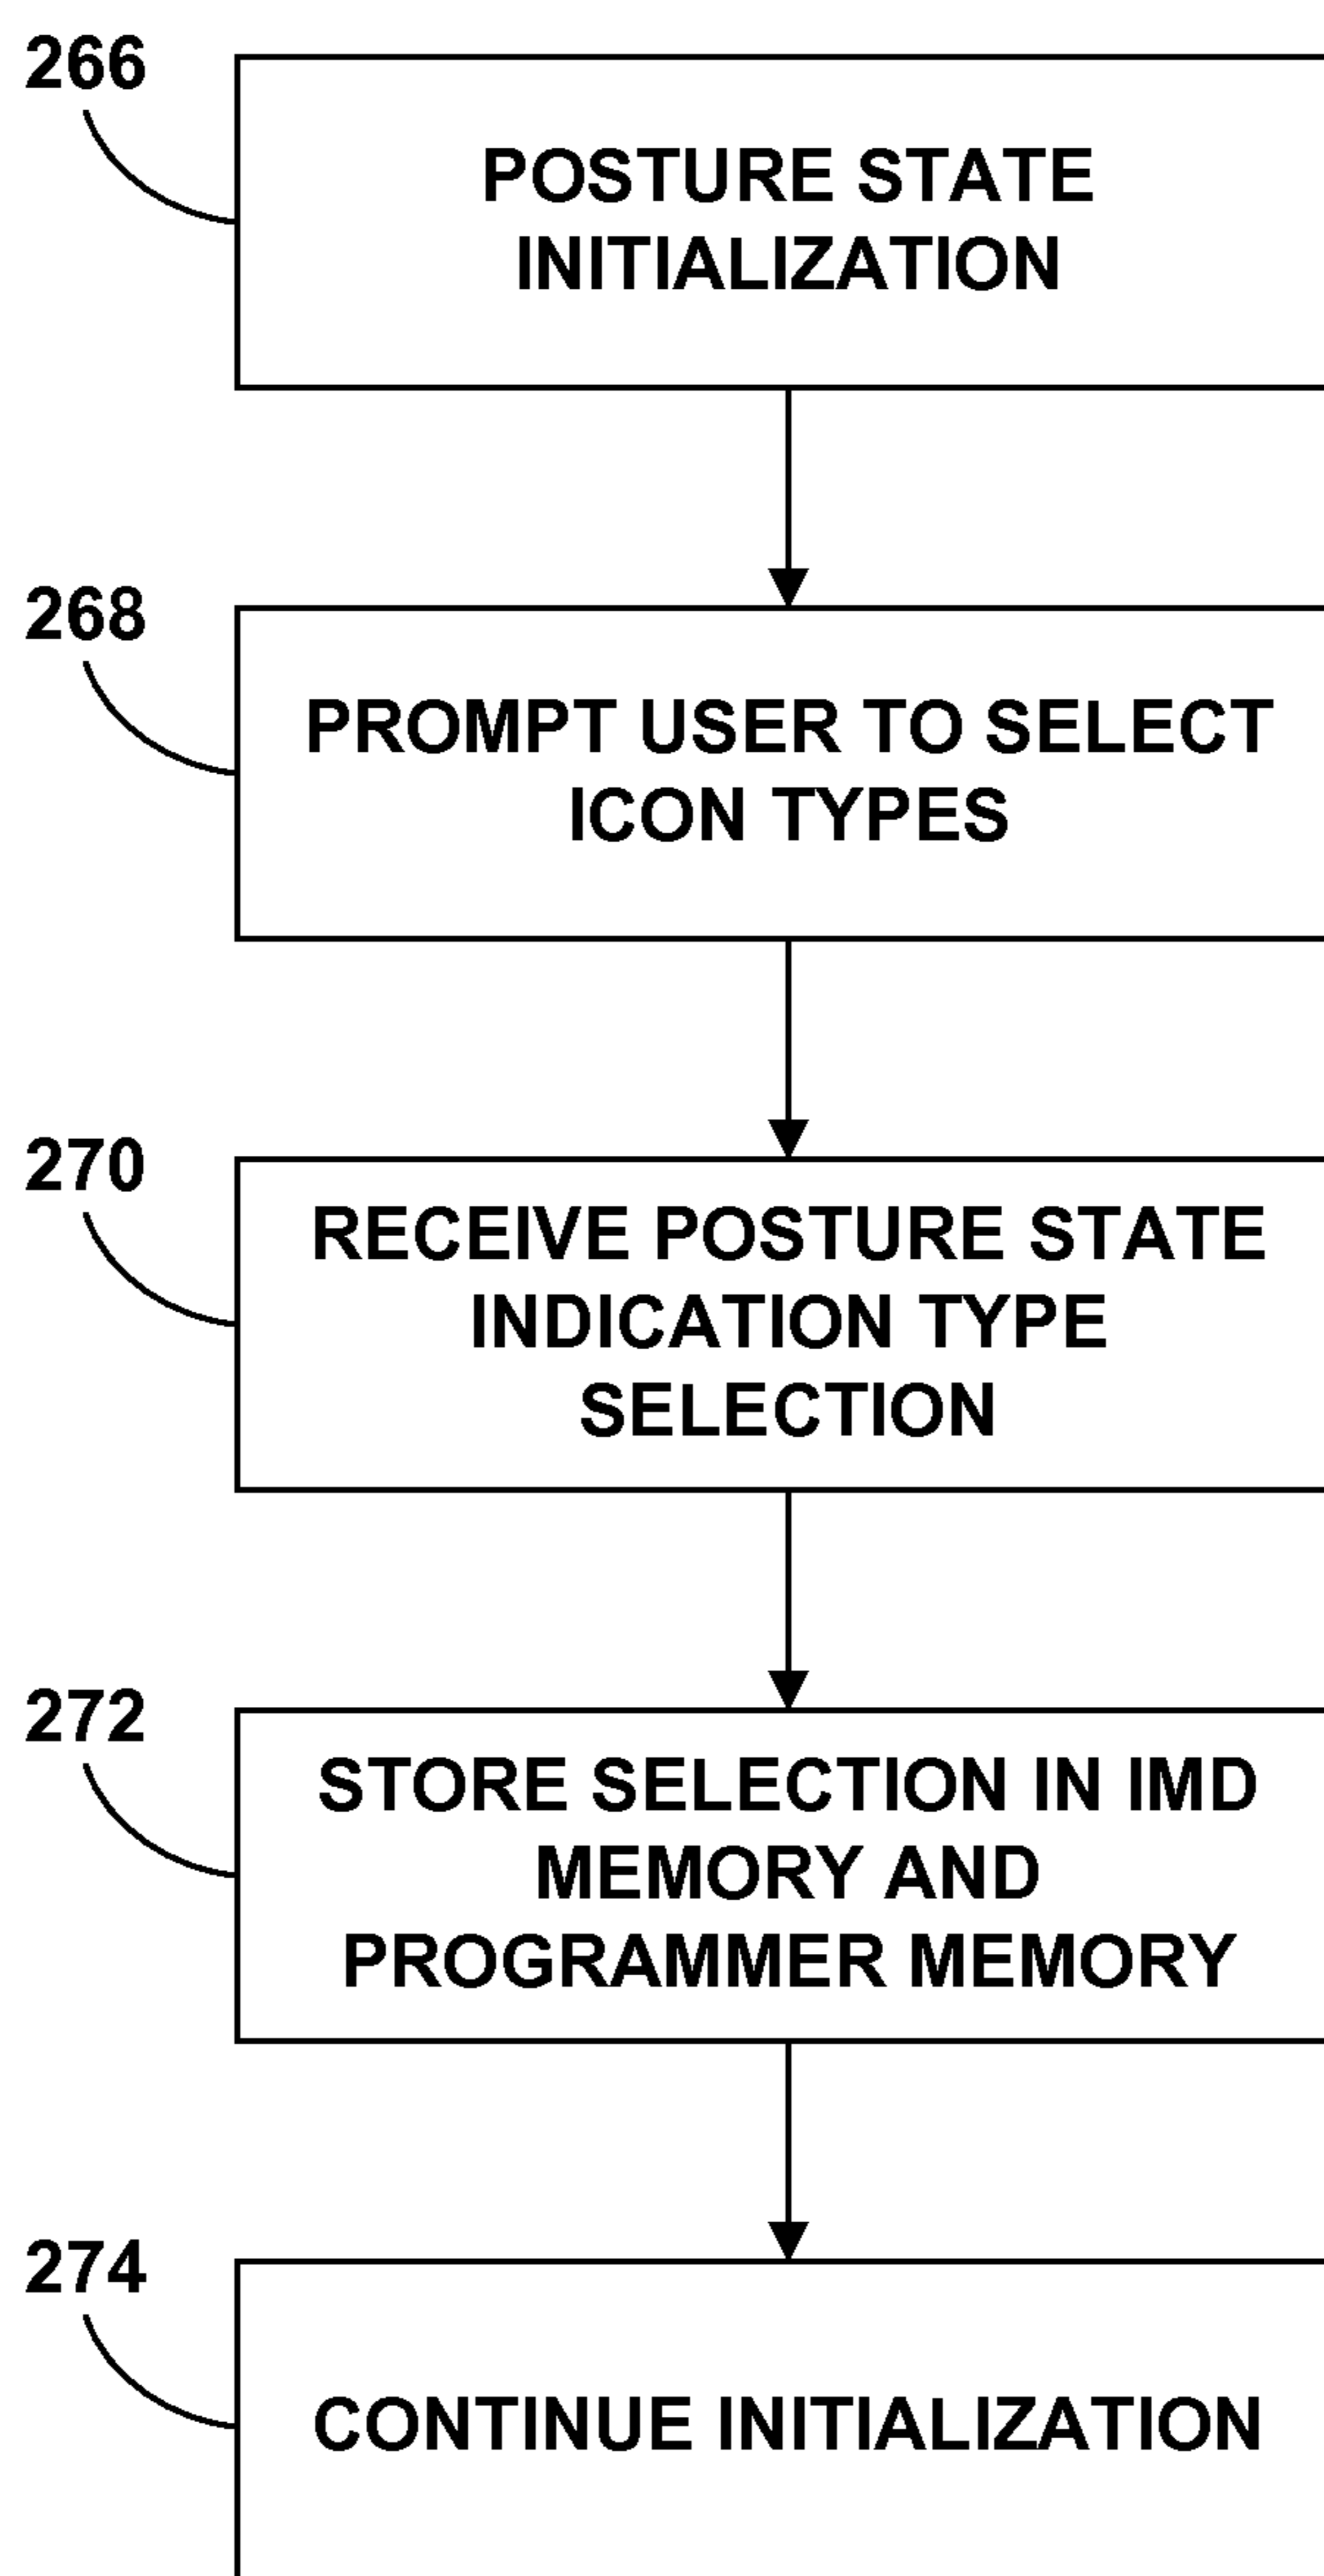 266
POSTURE STATE
INITIALIZATION
268
PROMPT USER TO SELECT
ICON TYPES
270
RECEIVE POSTURE STATE
INDICATION TYPE
SELECTION
272
STORE SELECTION IN IMD
MEMORY AND
PROGRAMMER MEMORY
274
CONTINUE INITIALIZATION